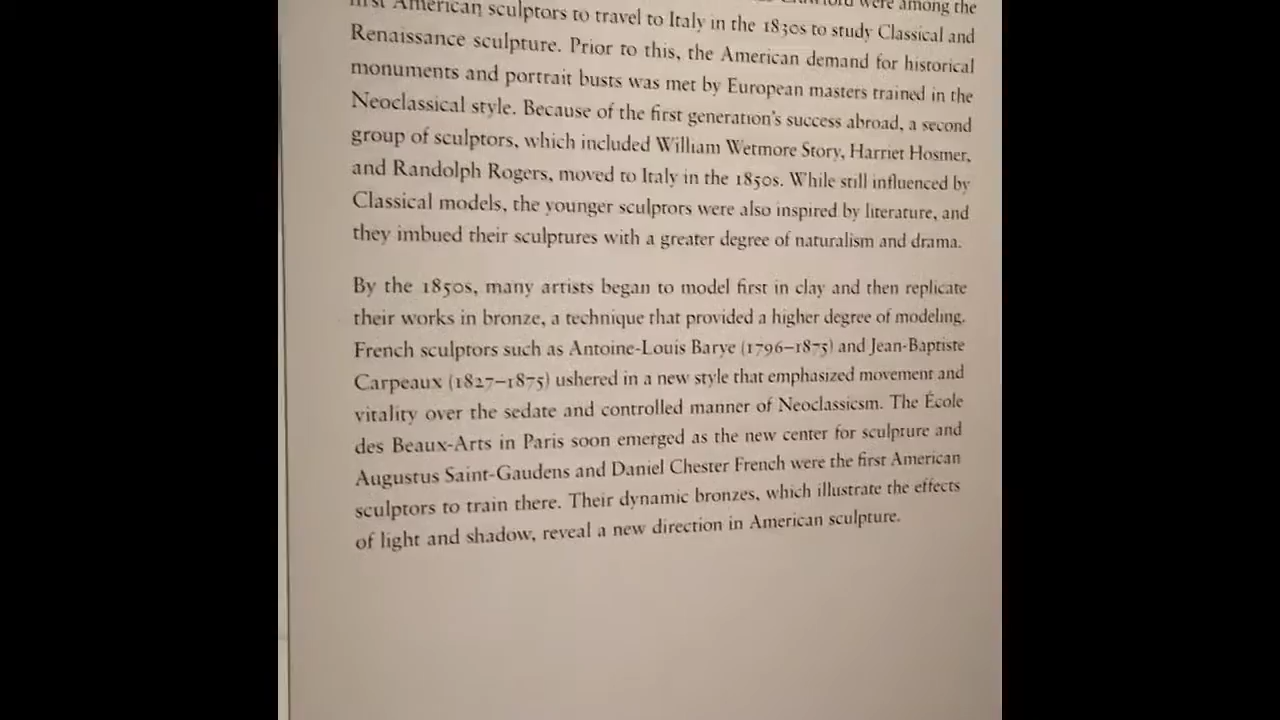 were among the
first American sculptors to travel to Italy in the 1830s to study Classical and
Renaissance sculpture. Prior to this, the American demand for historical
monuments and portrait busts was met by European masters trained in the
Neoclassical style. Because of the first generation's success abroad, a second
group of sculptors, which included William Wetmore Story, Harriet Hosmer,
and Randolph Rogers, moved to Italy in the 1850s. While still influenced by
Classical models, the younger sculptors were also inspired by literature, and
they imbued their sculptures with a greater degree of naturalism and drama.
By the 1850s, many artists began to model first in clay and then replicate
their works in bronze, a technique that provided a higher degree of modeling.
French sculptors such as Antoine-Louis Barye (1796–1875) and Jean-Baptiste
Carpeaux (1827–1875) ushered in a new style that emphasized movement and
vitality over the sedate and controlled manner of Neoclassicsm. The École
des Beaux-Arts in Paris soon emerged as the new center for sculpture and
Augustus Saint-Gaudens and Daniel Chester French were the first American
sculptors to train there. Their dynamic bronzes, which illustrate the effects
of light and shadow, reveal a new direction in American sculpture.